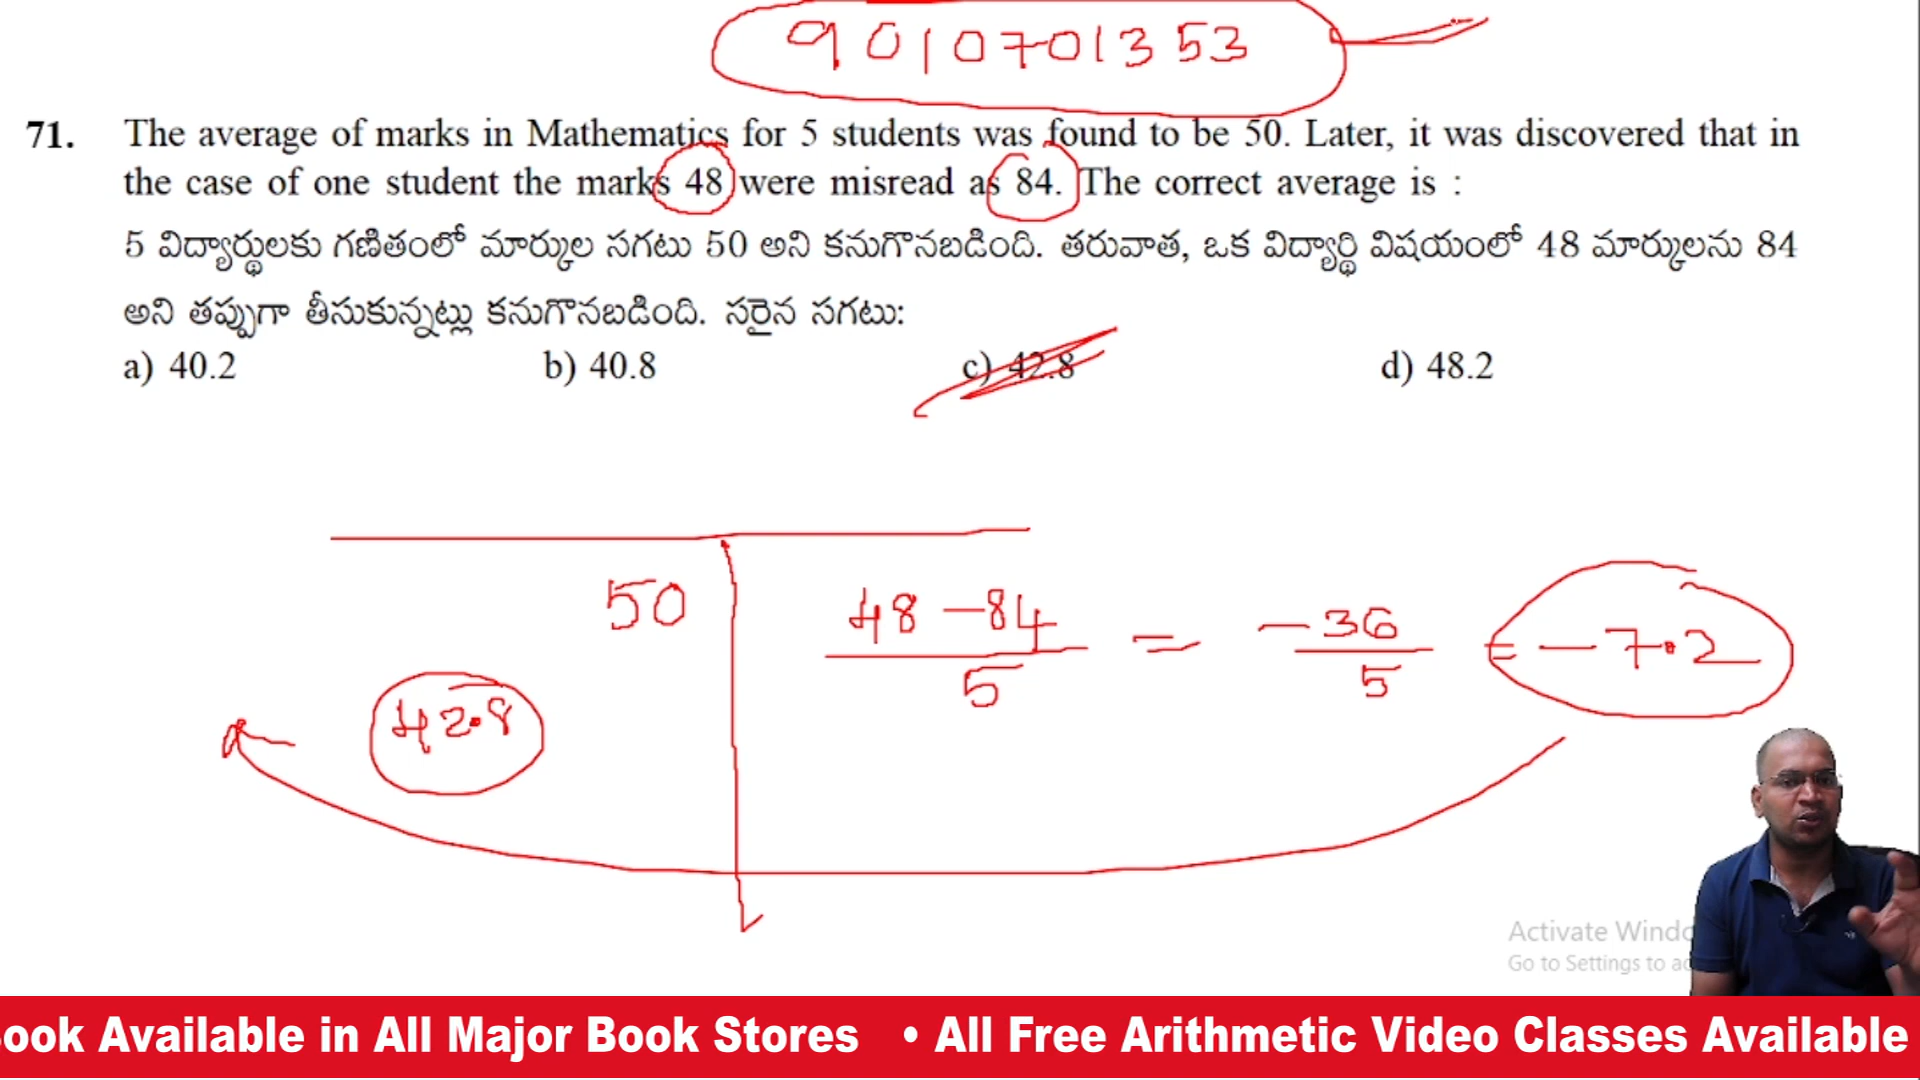 9010701353
71. The average of marks in Mathematics for 5 students was found to be 50. Later, it was discovered that in
the case of one student the marks 48 were misread as 84. The correct average is :
5 విద్యార్థులకు గణితంలో మార్కుల సగటు 50 అని కనుగొనబడింది. తరువాత, ఒక విద్యార్థి విషయంలో 48 మార్కులను 84
అని తప్పుగా తీసుకున్నట్లు కనుగొనబడింది. సరైన సగటు:
a) 40.2 b) 40.8 c) 42.8 d) 48.2
50
48 - 84 / 5 = -36 / 5 = -7.2
42.8
Activate
Go to Settings to
Book Available in All Major Book Stores • All Free Arithmetic Video Classes Available